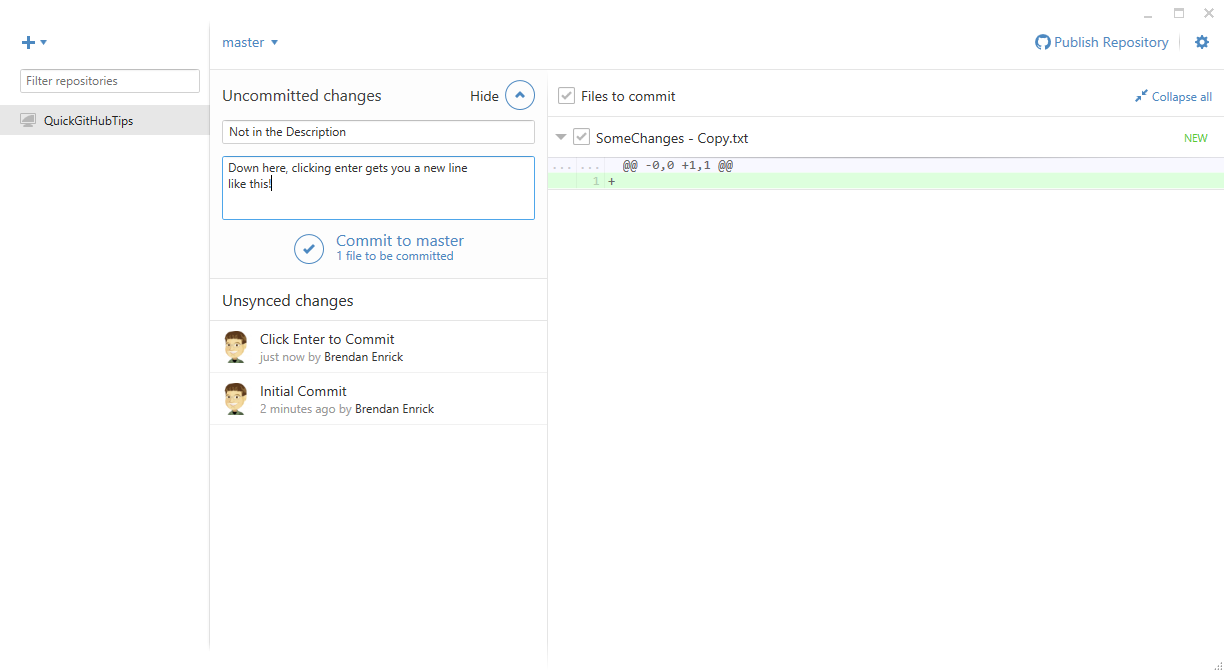 master
Publish Repository
Filter repositories
QuickGitHubTips
Uncommitted changes
Hide
Not in the Description
Down here, clicking enter gets you a new line
like this!
Commit to master
1 file to be committed
Unsynced changes
Click Enter to Commit
just now by Brendan Enrick
Initial Commit
2 minutes ago by Brendan Enrick
Files to commit
Collapse all
SomeChanges - Copy.txt
NEW
... ... @@ -0,0 +1,1 @@
1 +